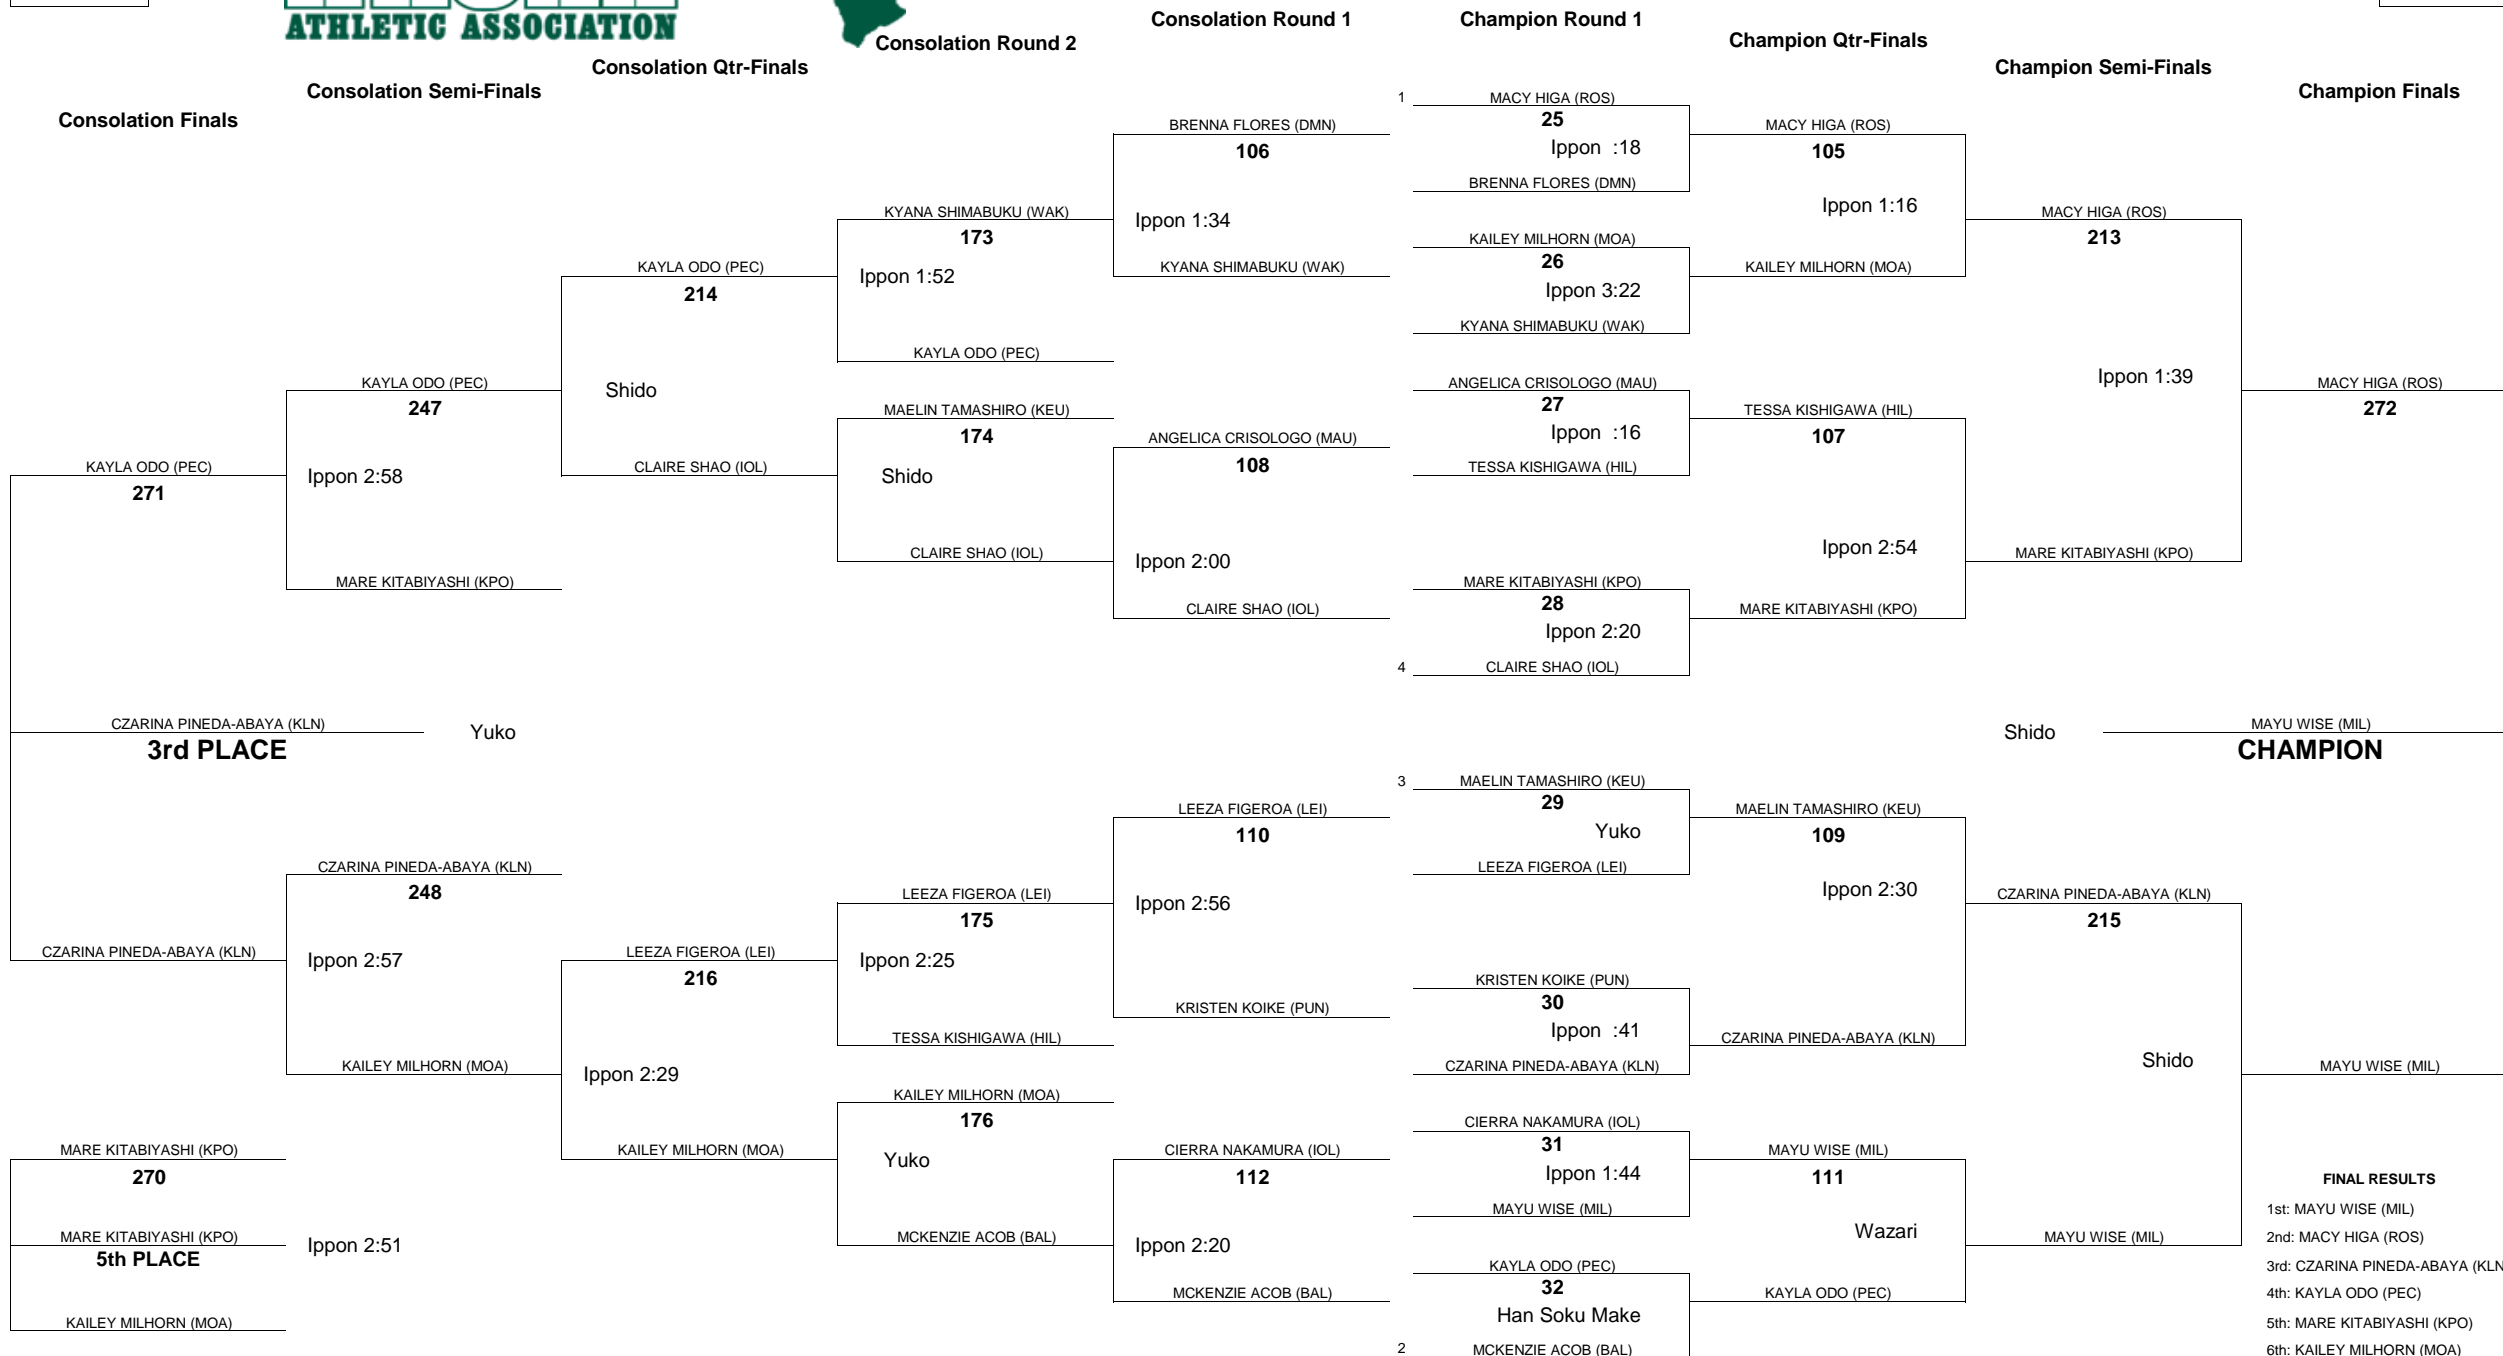 ATHLETIC ASSOCIATION
Consolation Round 1
Champion Round 1
Consolation Round 2
Champion Qtr-Finals
Consolation Qtr-Finals
Champion Semi-Finals
Consolation Semi-Finals
Champion Finals
Consolation Finals
KAYLA ODO (PEC)
271
CZARINA PINEDA-ABAYA (KLN)
3rd PLACE
Yuko
CZARINA PINEDA-ABAYA (KLN)
MARE KITABIYASHI (KPO)
270
MARE KITABIYASHI (KPO)
5th PLACE
Ippon 2:51
KAILEY MILHORN (MOA)
KAYLA ODO (PEC)
247
Ippon 2:58
MARE KITABIYASHI (KPO)
CZARINA PINEDA-ABAYA (KLN)
248
Ippon 2:57
KAILEY MILHORN (MOA)
KAYLA ODO (PEC)
214
Shido
CLAIRE SHAO (IOL)
LEEZA FIGEROA (LEI)
216
Ippon 2:29
KAILEY MILHORN (MOA)
KYANA SHIMABUKU (WAK)
173
Ippon 1:52
KAYLA ODO (PEC)
MAELIN TAMASHIRO (KEU)
174
Shido
CLAIRE SHAO (IOL)
LEEZA FIGEROA (LEI)
175
Ippon 2:25
TESSA KISHIGAWA (HIL)
KAILEY MILHORN (MOA)
176
Yuko
MCKENZIE ACOB (BAL)
BRENNA FLORES (DMN)
106
Ippon 1:34
KYANA SHIMABUKU (WAK)
ANGELICA CRISOLOGO (MAU)
108
Ippon 2:00
CLAIRE SHAO (IOL)
LEEZA FIGEROA (LEI)
110
Ippon 2:56
KRISTEN KOIKE (PUN)
CIERRA NAKAMURA (IOL)
112
Ippon 2:20
MCKENZIE ACOB (BAL)
1 MACY HIGA (ROS)
25
Ippon :18
BRENNA FLORES (DMN)
KAILEY MILHORN (MOA)
26
Ippon 3:22
KYANA SHIMABUKU (WAK)
ANGELICA CRISOLOGO (MAU)
27
Ippon :16
TESSA KISHIGAWA (HIL)
MARE KITABIYASHI (KPO)
28
Ippon 2:20
4 CLAIRE SHAO (IOL)
3 MAELIN TAMASHIRO (KEU)
29
Yuko
LEEZA FIGEROA (LEI)
KRISTEN KOIKE (PUN)
30
Ippon :41
CZARINA PINEDA-ABAYA (KLN)
CIERRA NAKAMURA (IOL)
31
Ippon 1:44
MAYU WISE (MIL)
KAYLA ODO (PEC)
32
Han Soku Make
2 MCKENZIE ACOB (BAL)
MACY HIGA (ROS)
105
Ippon 1:16
KAILEY MILHORN (MOA)
TESSA KISHIGAWA (HIL)
107
Ippon 2:54
MARE KITABIYASHI (KPO)
MAELIN TAMASHIRO (KEU)
109
Ippon 2:30
CZARINA PINEDA-ABAYA (KLN)
MAYU WISE (MIL)
111
Wazari
KAYLA ODO (PEC)
MACY HIGA (ROS)
213
Ippon 1:39
MARE KITABIYASHI (KPO)
CZARINA PINEDA-ABAYA (KLN)
215
Shido
MAYU WISE (MIL)
MACY HIGA (ROS)
272
Shido
MAYU WISE (MIL)
CHAMPION
MAYU WISE (MIL)
FINAL RESULTS
1st: MAYU WISE (MIL)
2nd: MACY HIGA (ROS)
3rd: CZARINA PINEDA-ABAYA (KLN
4th: KAYLA ODO (PEC)
5th: MARE KITABIYASHI (KPO)
6th: KAILEY MILHORN (MOA)